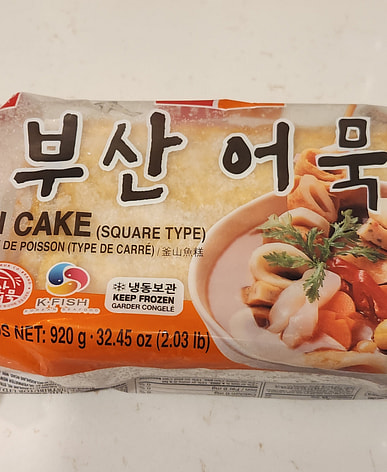 부산 어묵
CAKE (SQUARE TYPE)
DE POISSON (TYPE DE CARRÉ) / 釜山魚糕
K·FISH
냉동보관
KEEP FROZEN
GARDER CONGELE
NET: 920 g · 32.45 oz (2.03 lb)